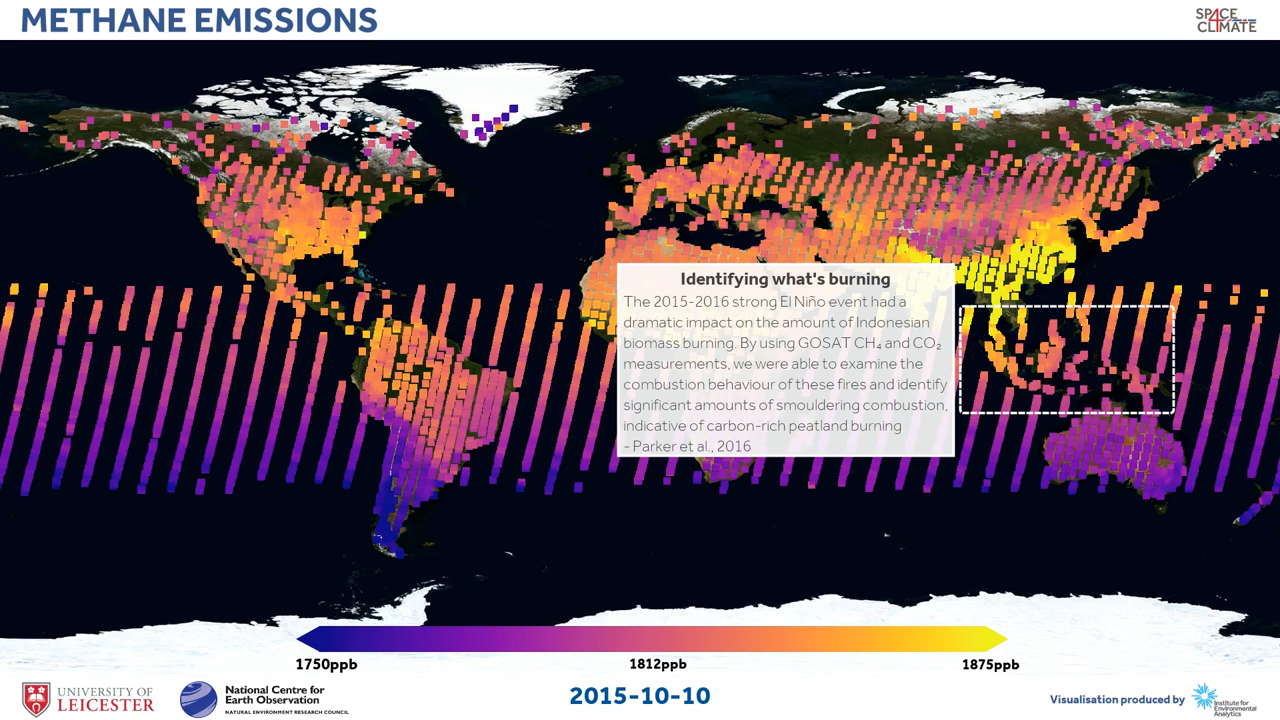 METHANE EMISSIONS
SPACE
4
CLIMATE
Identifying what's burning
The 2015-2016 strong El Niño event had a
dramatic impact on the amount of Indonesian
biomass burning. By using GOSAT CH₄ and CO₂
measurements, we were able to examine the
combustion behaviour of these fires and identify
significant amounts of smouldering combustion,
indicative of carbon-rich peatland burning
- Parker et al., 2016
1750ppb 1812ppb 1875ppb
UNIVERSITY OF
LEICESTER
National Centre for
Earth Observation
NATURAL ENVIRONMENT RESEARCH COUNCIL
2015-10-10
Visualisation produced by
Institute for
Environmental
Analytics